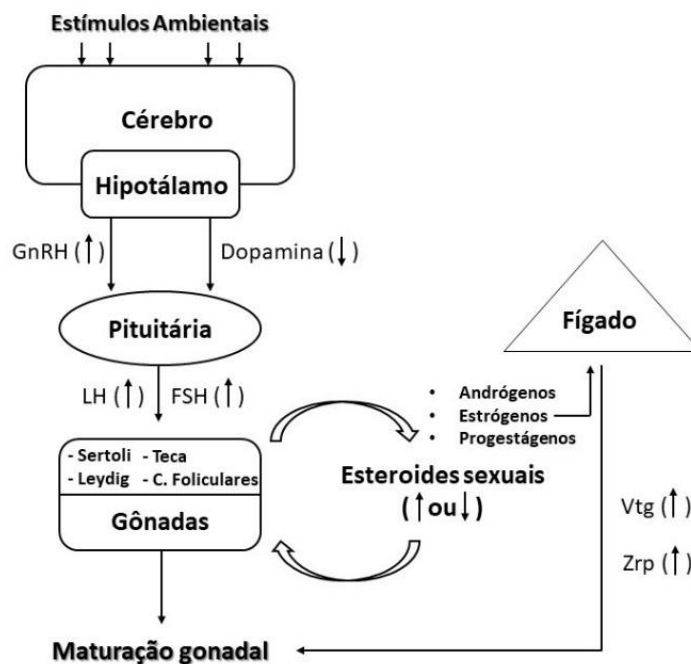 Estímulos Ambientais
Cérebro
Hipotálamo
GnRH (↑)
Dopamina (↓)
Pituitária
Fígado
LH (↑) FSH (↑)
• Andrógenos
• Estrógenos
• Progestágenos
- Sertoli - Teca
- Leydig - C. Foliculares
Gônadas
Esteroides sexuais
(↑ou↓)
Vtg (↑)
Zrp (↑)
Maturação gonadal